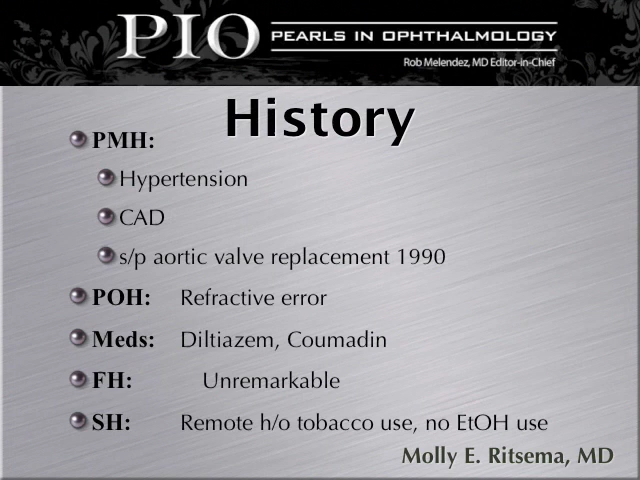 PIO PEARLS IN OPHTHALMOLOGY
Rob Melendez, MD Editor-in-Chief
History
PMH:
Hypertension
CAD
s/p aortic valve replacement 1990
POH: Refractive error
Meds: Diltiazem, Coumadin
FH: Unremarkable
SH: Remote h/o tobacco use, no EtOH use
Molly E. Ritsema, MD